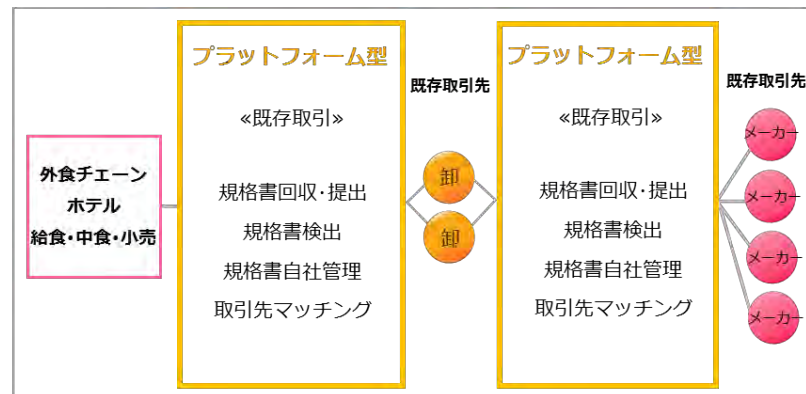 外食チェーン
ホテル
給食・中食・小売
プラットフォーム型
≪既存取引≫
規格書回収・提出
規格書検出
規格書自社管理
取引先マッチング
既存取引先
卸
卸
プラットフォーム型
≪既存取引≫
規格書回収・提出
規格書検出
規格書自社管理
取引先マッチング
既存取引先
メーカー
メーカー
メーカー
メーカー